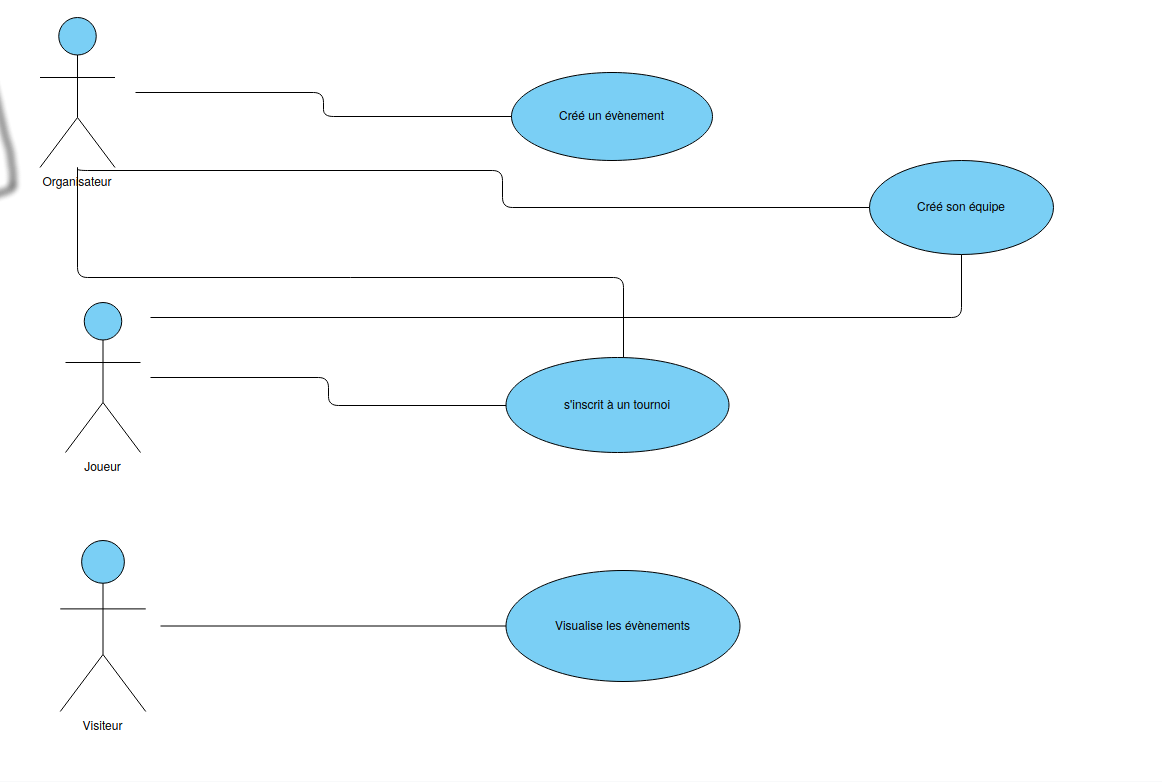 Créé un évènement
Organisateur
Créé son équipe
s'inscrit à un tournoi
Joueur
Visualise les évènements
Visiteur